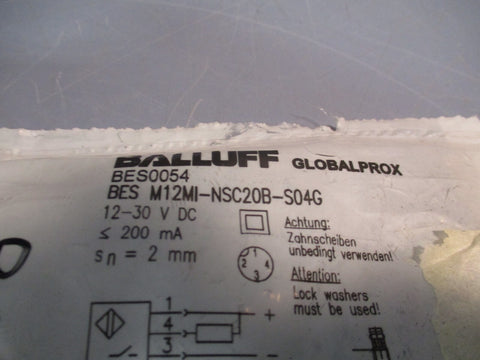 BALLUFF GLOBALPROX
BES0054
BES M12MI-NSC20B-S04G
12-30 V DC
≤ 200 mA
sn = 2 mm
Achtung:
Zahnscheiben
unbedingt verwenden!
Attention:
Lock washers
must be used!
1 2 3 4
1 +
4
3 -